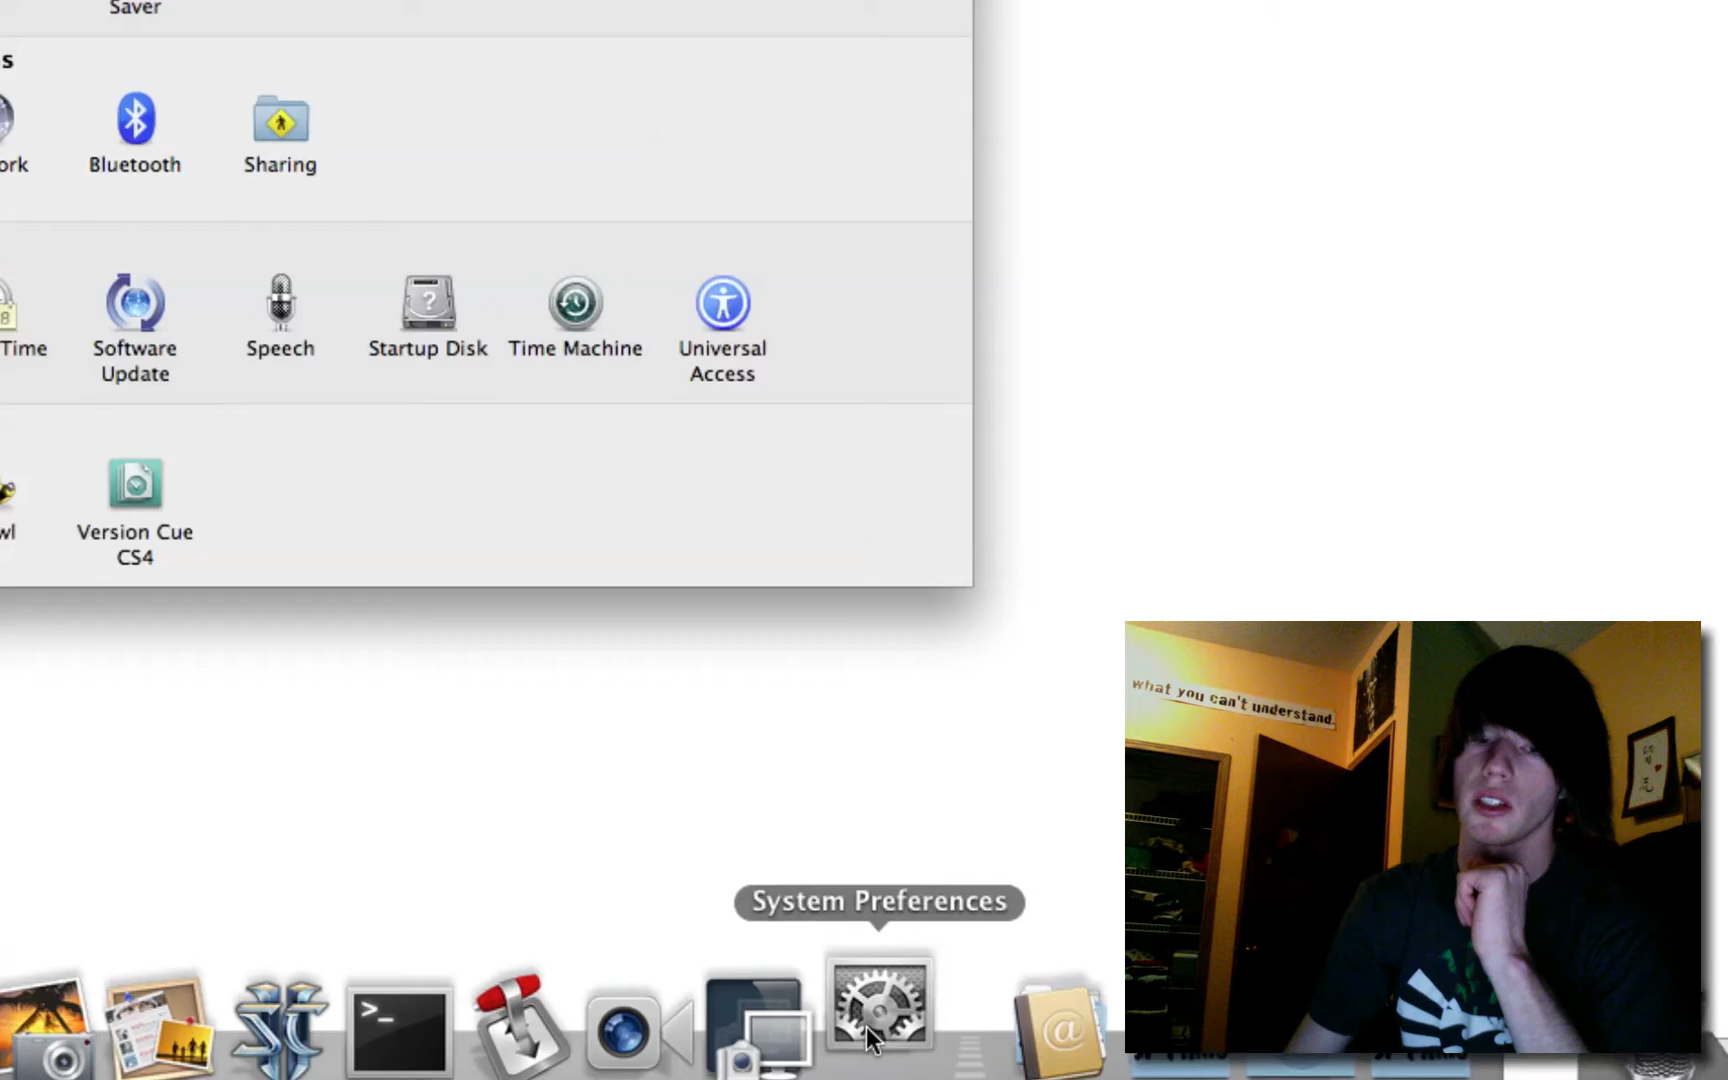 Saver
s
ork
Bluetooth
Sharing
Time
Software
Update
Speech
Startup Disk
Time Machine
Universal
Access
wl
Version Cue
CS4
what you can't understand.
System Preferences
>_
@